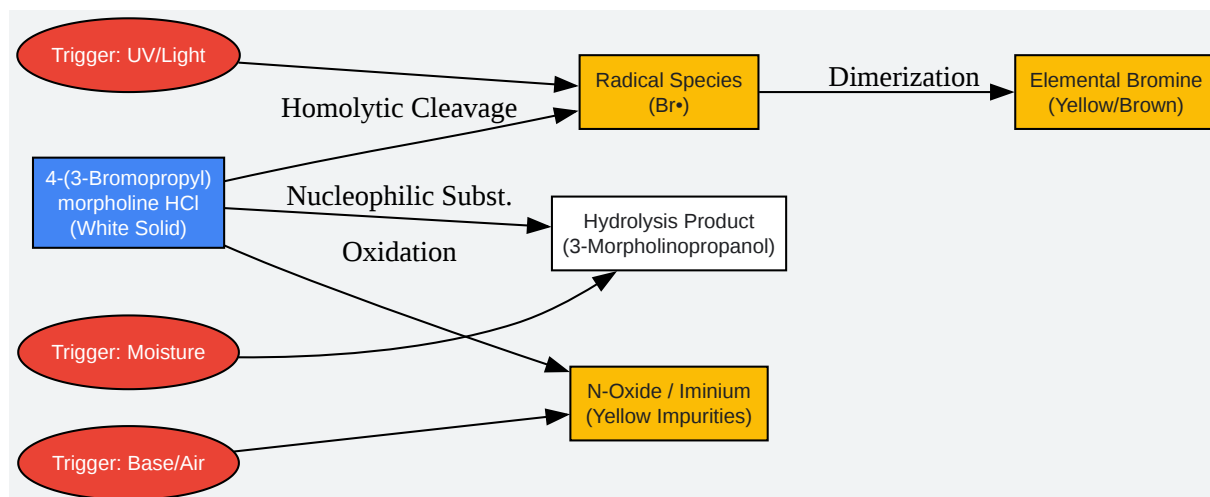 Trigger: UV/Light
Radical Species
(Br•)
Dimerization
Elemental Bromine
(Yellow/Brown)
Homolytic Cleavage
4-(3-Bromopropyl)
morpholine HCl
(White Solid)
Nucleophilic Subst.
Hydrolysis Product
(3-Morpholinopropanol)
Oxidation
Trigger: Moisture
N-Oxide / Iminium
(Yellow Impurities)
Trigger: Base/Air